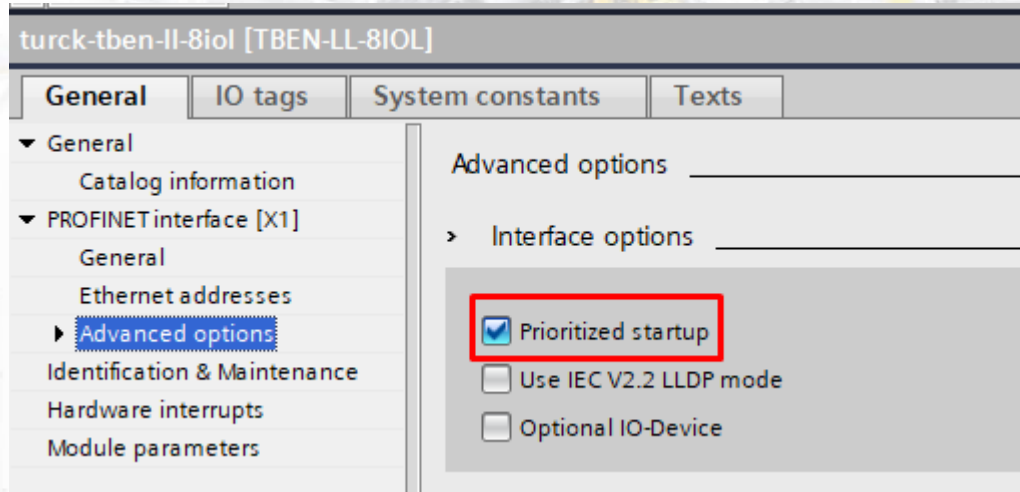 turck-tben-ll-8iol [TBEN-LL-8IOL]
General IO tags System constants Texts
General
Catalog information
PROFINET interface [X1]
General
Ethernet addresses
Advanced options
Identification & Maintenance
Hardware interrupts
Module parameters
Advanced options
Interface options
Prioritized startup
Use IEC V2.2 LLDP mode
Optional IO-Device